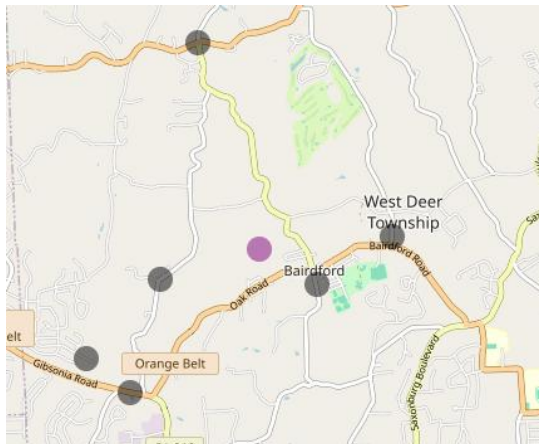 West Deer
Township
Bairdford Road
Bairdford
Oak Road
elt
Orange Belt
Gibsonia Road
Saxonburg Boulevard